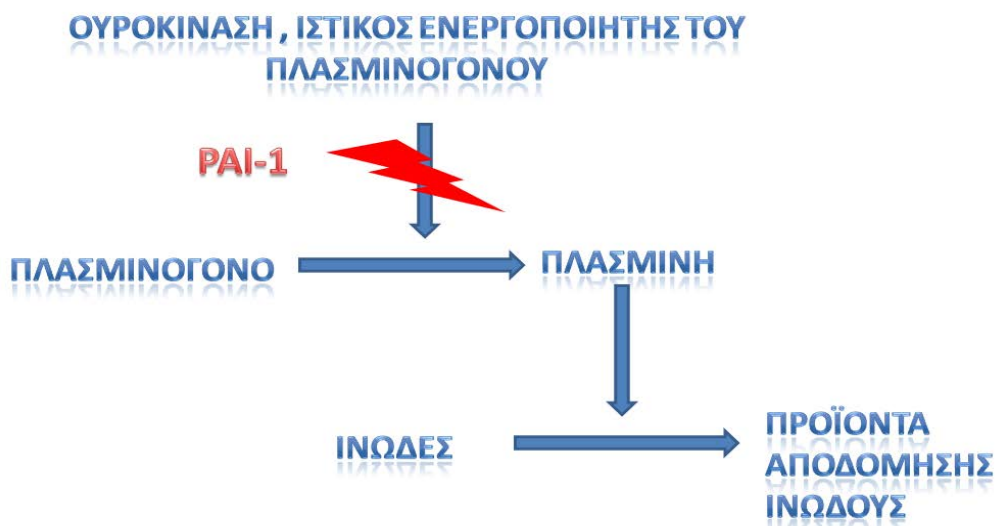 ΟΥΡΟΚΙΝΑΣΗ , ΙΣΤΙΚΟΣ ΕΝΕΡΓΟΠΟΙΗΤΗΣ ΤΟΥ
ΠΛΑΣΜΙΝΟΓΟΝΟΥ
PAI-1
ΠΛΑΣΜΙΝΟΓΟΝΟ
ΠΛΑΣΜΙΝΗ
ΙΝΩΔΕΣ
ΠΡΟΪΟΝΤΑ
ΑΠΟΔΟΜΗΣΗΣ
ΙΝΩΔΟΥΣ